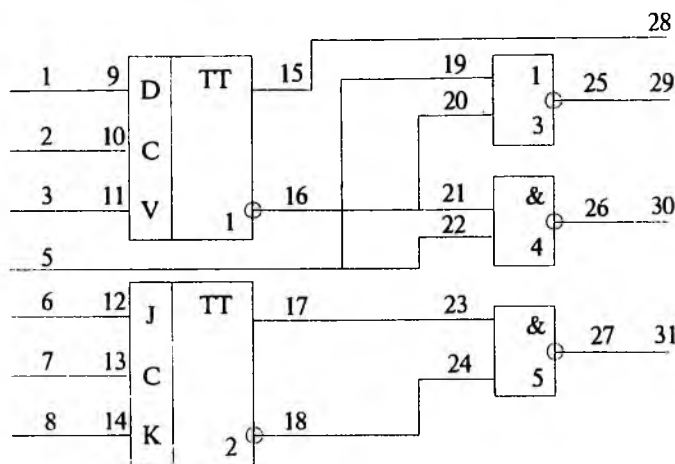 28
1 9 D TT 15 19 1 25 29
20
2 10 C 3
3 11 V 16 21 & 26 30
1 22 4
5
6 12 J TT 17 23 &
27 31
7 13 C 24 5
8 14 K 18
2